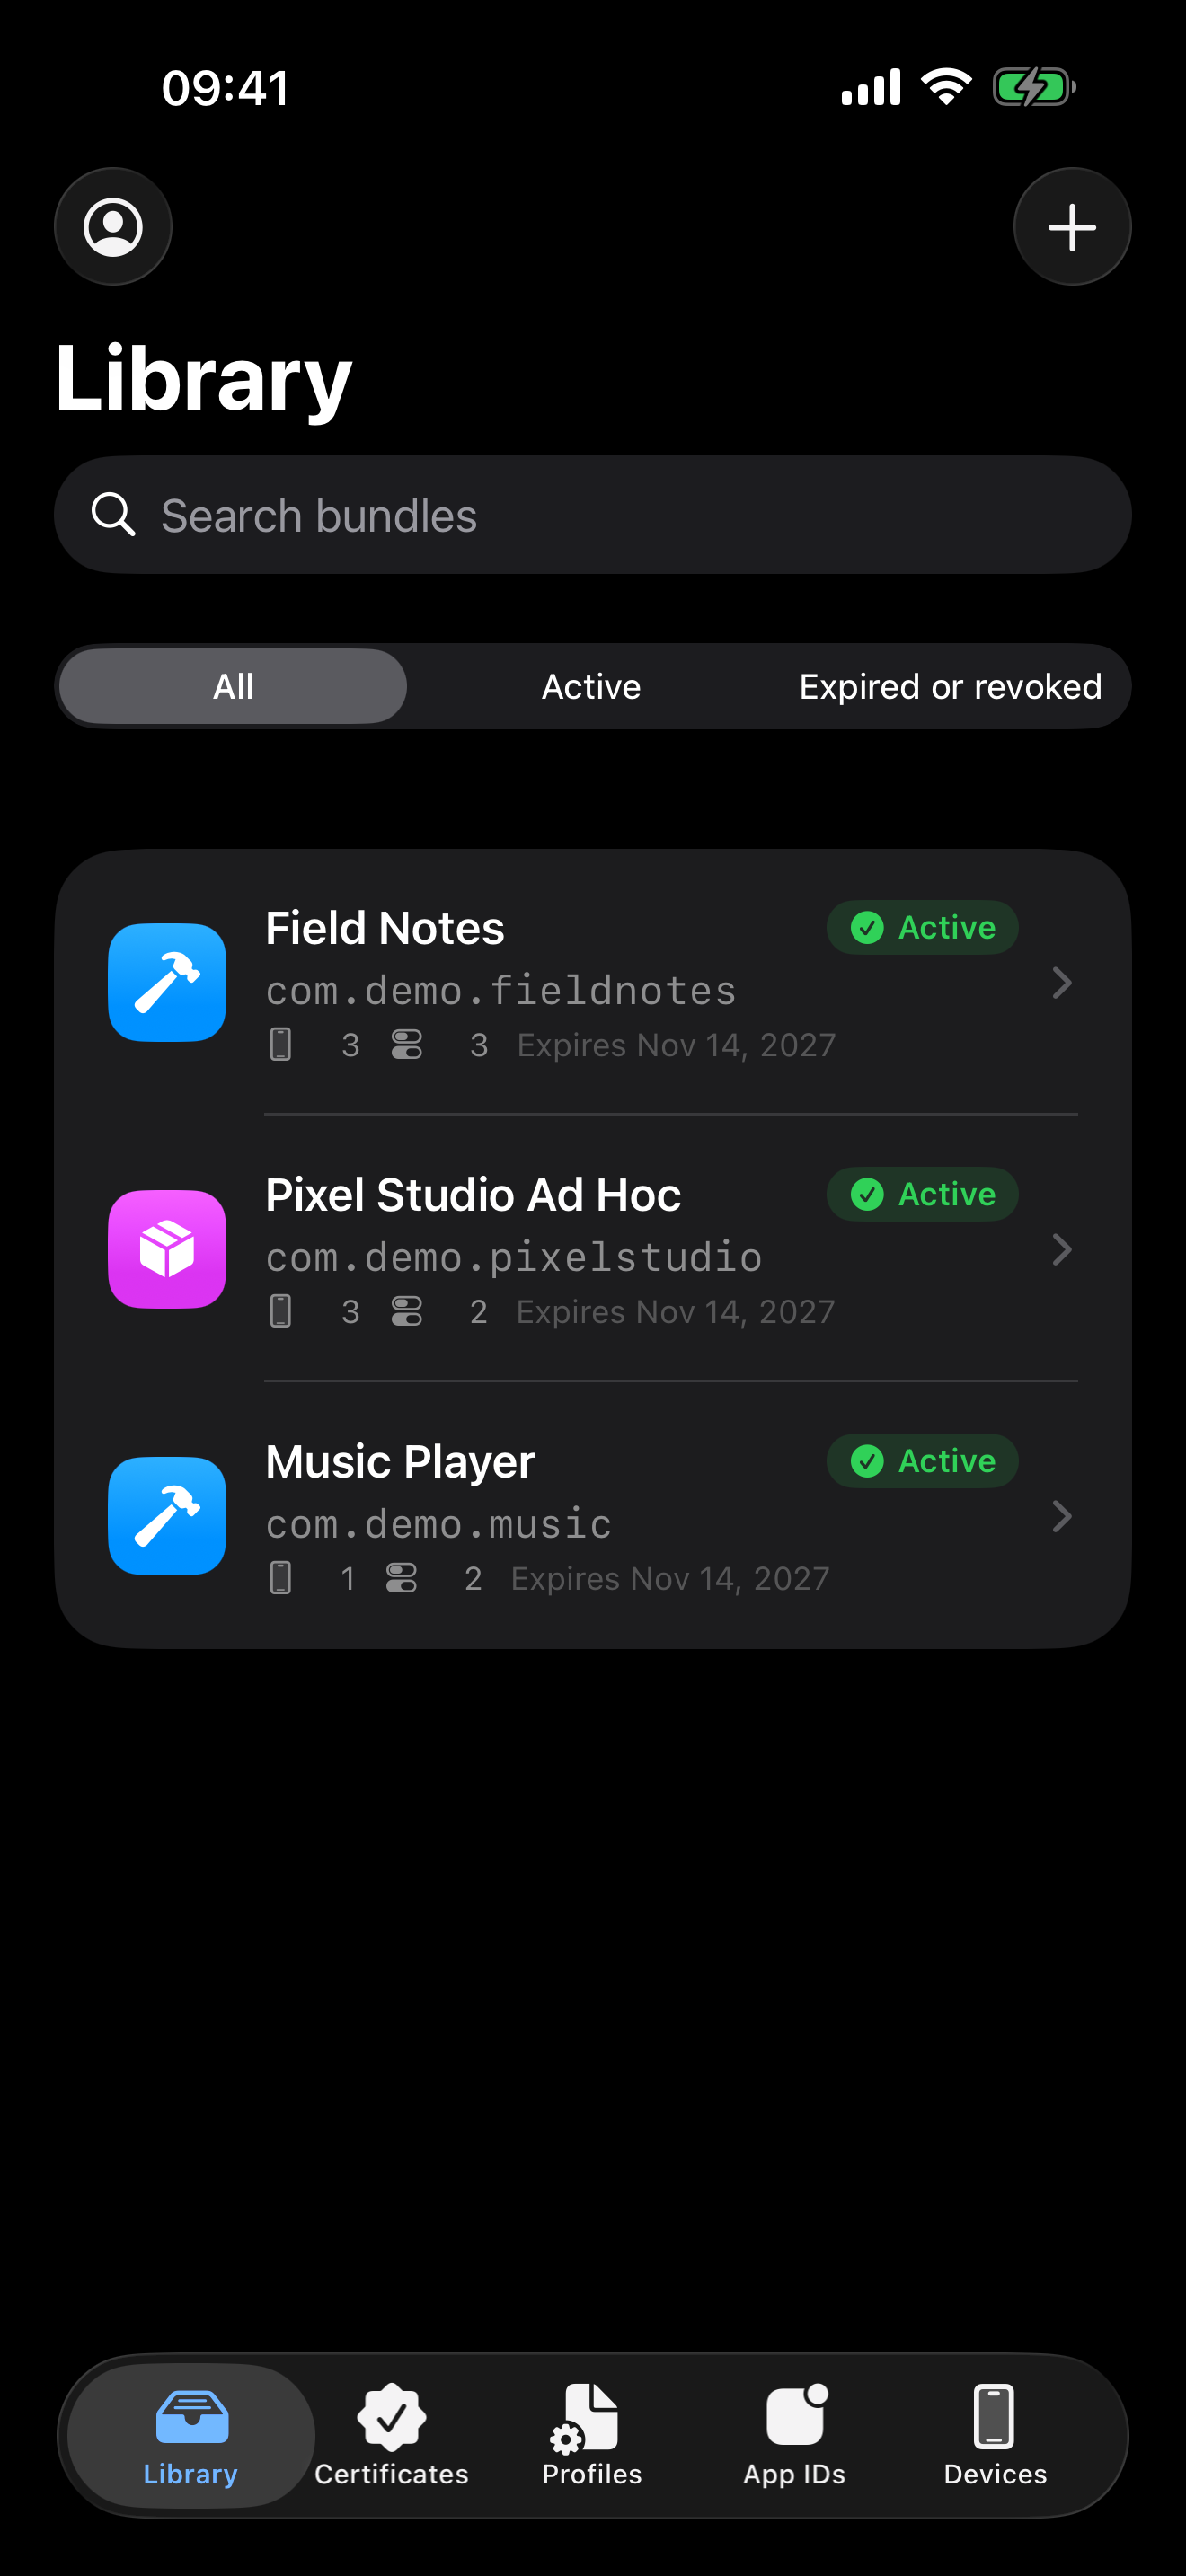 09:41
Library
Search bundles
All Active Expired or revoked
Field Notes Active
com.demo.fieldnotes
3 3 Expires Nov 14, 2027
Pixel Studio Ad Hoc Active
com.demo.pixelstudio
3 2 Expires Nov 14, 2027
Music Player Active
com.demo.music
1 2 Expires Nov 14, 2027
Library Certificates Profiles App IDs Devices